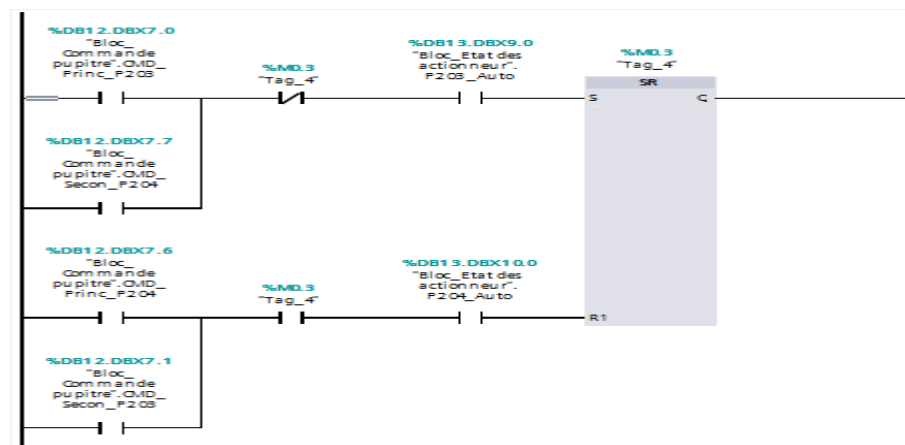 %DB12.DBX7.0
"Bloc_
Commande
pupitre".CMD_
Princ_P203
%M0.3
"Tag_4"
%DB13.DBX9.0
"Bloc_Etat des
actionneur".
P203_Auto
%M0.3
"Tag_4"
SR
S
Q
%DB12.DBX7.7
"Bloc_
Commande
pupitre".CMD_
Secon_P204
%DB12.DBX7.6
"Bloc_
Commande
pupitre".CMD_
Princ_P204
%M0.3
"Tag_4"
%DB13.DBX10.0
"Bloc_Etat des
actionneur".
P204_Auto
R1
%DB12.DBX7.1
"Bloc_
Commande
pupitre".CMD_
Secon_P203